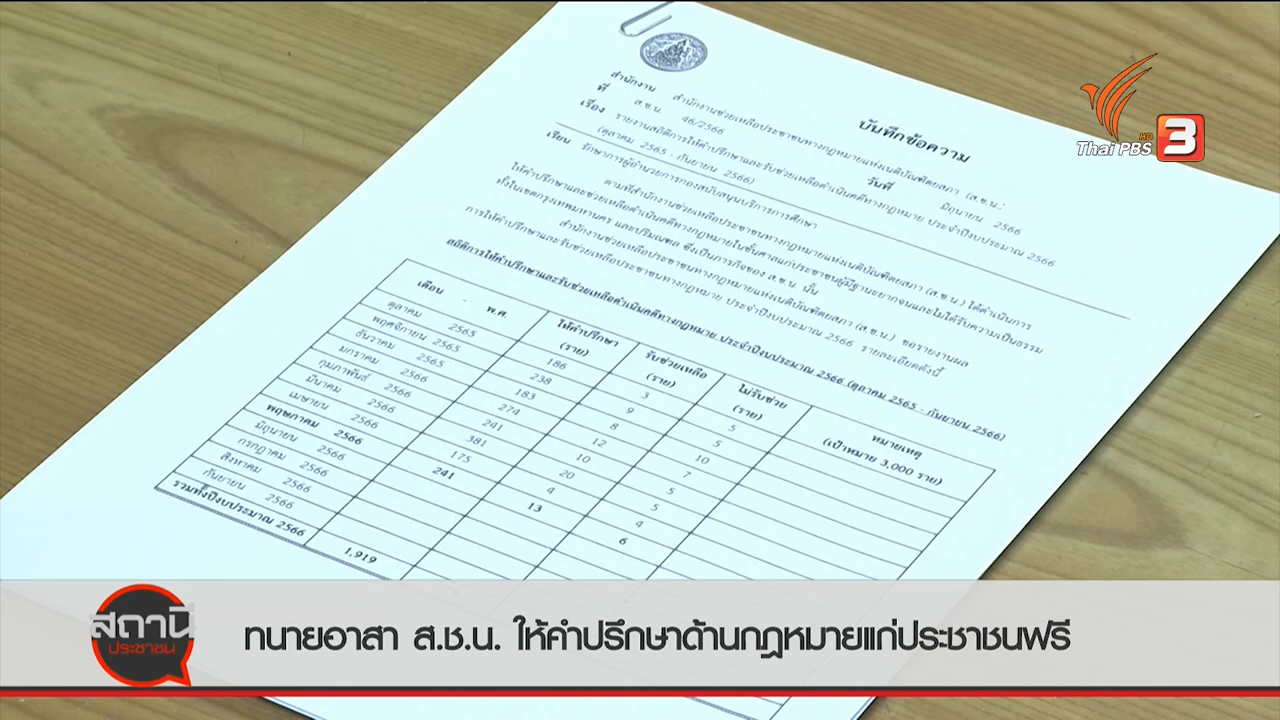 บันทึกข้อความ
สำนักงาน สำนักงานช่วยเหลือประชาชนทางกฎหมายแห่งเนติบัณฑิตยสภา (ส.ช.น.)
ที่ ส.ช.น. 46/2566 วันที่ มิถุนายน 2566
เรื่อง รายงานสถิติการให้คำปรึกษาและรับช่วยเหลือดำเนินคดีทางกฎหมาย ประจำปีงบประมาณ 2566
(ตุลาคม 2565 - กันยายน 2566)
เรียน รักษาการผู้อำนวยการกองสนับสนุนบริการการศึกษา
ตามที่สำนักงานช่วยเหลือประชาชนทางกฎหมายแห่งเนติบัณฑิตยสภา (ส.ช.น.) ได้ดำเนินการ
ให้คำปรึกษาและช่วยเหลือดำเนินคดีทางกฎหมายในชั้นศาลแก่ประชาชนผู้มีฐานะยากจนและไม่ได้รับความเป็นธรรม
ทั้งในเขตกรุงเทพมหานคร และปริมณฑล ซึ่งเป็นภารกิจของ ส.ช.น. นั้น
สำนักงานช่วยเหลือประชาชนทางกฎหมายแห่งเนติบัณฑิตยสภา (ส.ช.น.) ขอรายงานผล
การให้คำปรึกษาและรับช่วยเหลือประชาชนทางกฎหมาย ประจำปีงบประมาณ 2566 รายละเอียดดังนี้
สถิติการให้คำปรึกษาและรับช่วยเหลือดำเนินคดีทางกฎหมาย ประจำปีงบประมาณ 2566 (ตุลาคม 2565 - กันยายน 2566)
เดือน - พ.ศ. ให้คำปรึกษา (ราย) รับช่วยเหลือ (ราย) ไม่รับช่วย (ราย) หมายเหตุ (เป้าหมาย 3,000 ราย)
ตุลาคม 2565 186 3 5
พฤศจิกายน 2565 238 9 5
ธันวาคม 2565 183 8 10
มกราคม 2566 274 12 7
กุมภาพันธ์ 2566 241 10 5
มีนาคม 2566 381 20 5
เมษายน 2566 175 4 4
พฤษภาคม 2566 241 13 6
มิถุนายน 2566
กรกฎาคม 2566
สิงหาคม 2566
กันยายน 2566
รวมทั้งปีงบประมาณ 2566 1,919
Thai PBS HD 3
สถานี
ประชาชน
ทนายอาสา ส.ช.น. ให้คำปรึกษาด้านกฎหมายแก่ประชาชนฟรี